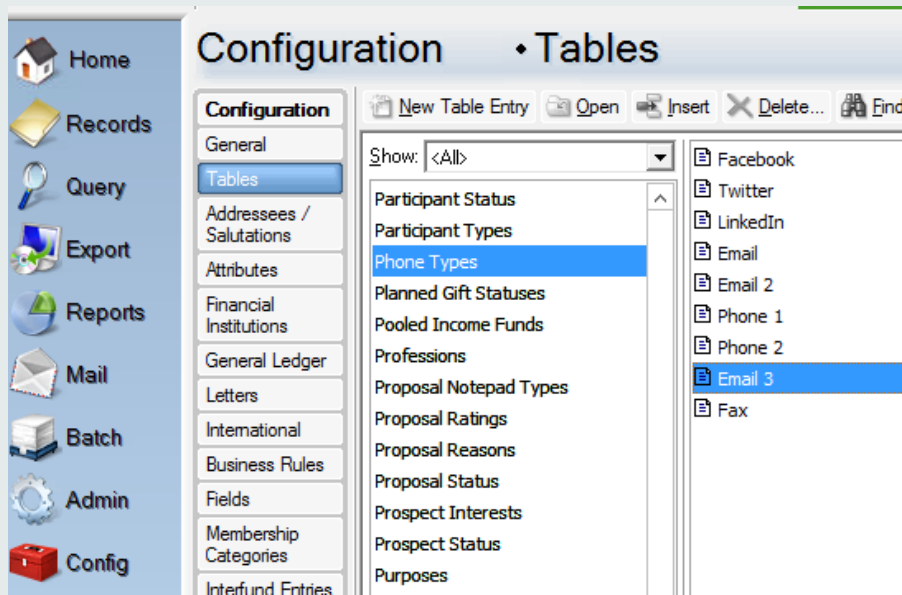 Configuration • Tables
Home
Records
Query
Export
Reports
Mail
Batch
Admin
Config
Configuration
General
Tables
Addressees /
Salutations
Attributes
Financial
Institutions
General Ledger
Letters
International
Business Rules
Fields
Membership
Categories
Interfund Entries
New Table Entry Open Insert Delete... Find
Show: <All>
Participant Status
Participant Types
Phone Types
Planned Gift Statuses
Pooled Income Funds
Professions
Proposal Notepad Types
Proposal Ratings
Proposal Reasons
Proposal Status
Prospect Interests
Prospect Status
Purposes
Facebook
Twitter
LinkedIn
Email
Email 2
Phone 1
Phone 2
Email 3
Fax